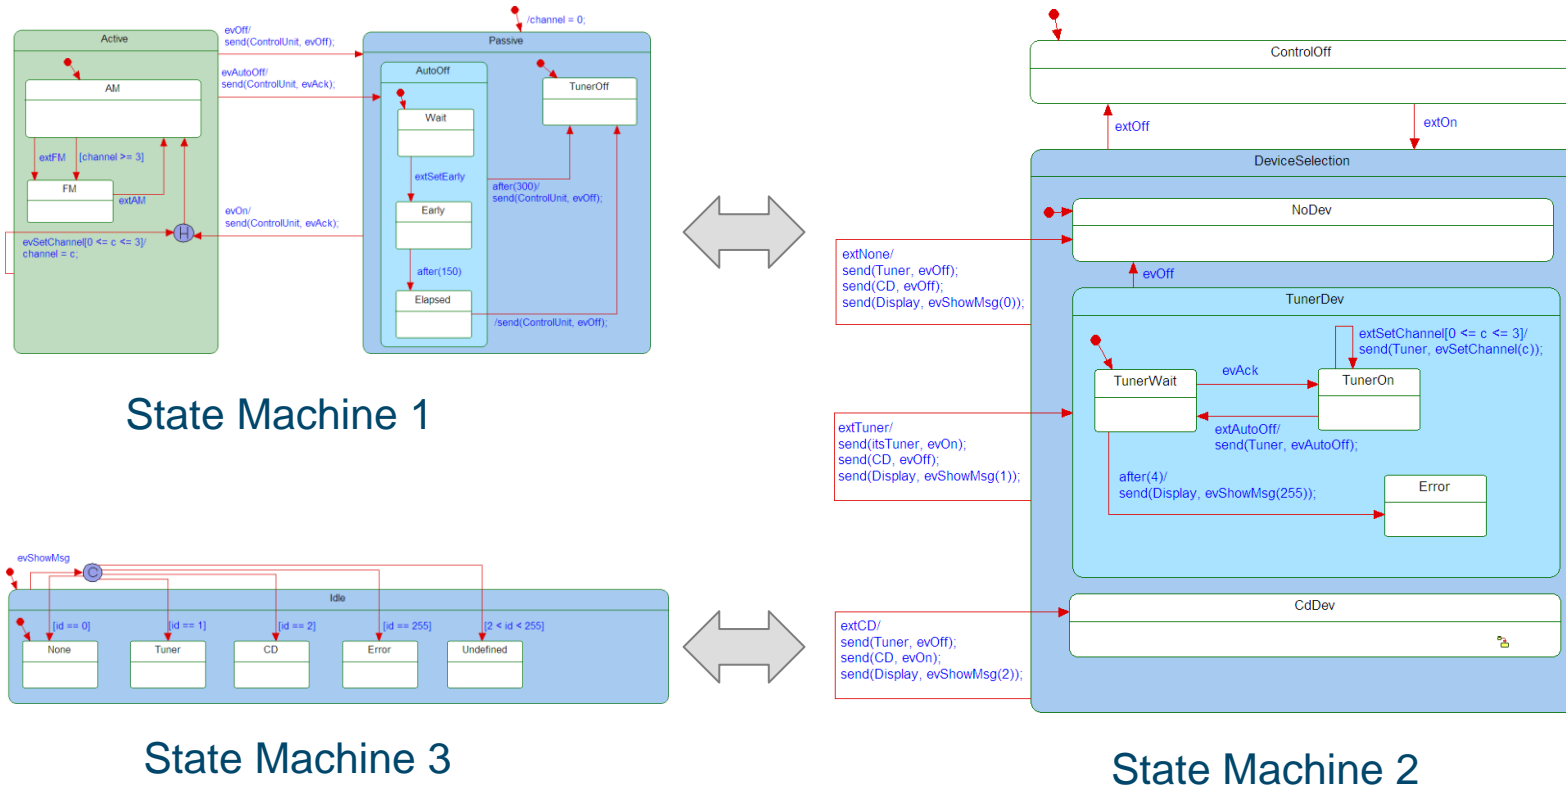 /channel = 0;
Active
evOff/
send(ControlUnit, evOff);
Passive
evAutoOff/
send(ControlUnit, evAck);
AutoOff
AM
TunerOff
Wait
extFM
[channel >= 3]
extSetEarly
FM
extAM
after(300)/
send(ControlUnit, evOff);
Early
evOn/
send(ControlUnit, evAck);
H
evSetChannel[0 <= c <= 3]/
channel = c;
after(150)
Elapsed
/send(ControlUnit, evOff);
State Machine 1
evShowMsg
C
Idle
[id == 0]
[id == 1]
[id == 2]
[id == 255]
[2 < id < 255]
None
Tuner
CD
Error
Undefined
State Machine 3
ControlOff
extOff
extOn
DeviceSelection
NoDev
extNone/
send(Tuner, evOff);
send(CD, evOff);
send(Display, evShowMsg(0));
evOff
TunerDev
extSetChannel[0 <= c <= 3]/
send(Tuner, evSetChannel(c));
TunerWait
evAck
TunerOn
extTuner/
send(itsTuner, evOn);
send(CD, evOff);
send(Display, evShowMsg(1));
extAutoOff/
send(Tuner, evAutoOff);
after(4)/
send(Display, evShowMsg(255));
Error
CdDev
extCD/
send(Tuner, evOff);
send(CD, evOn);
send(Display, evShowMsg(2));
State Machine 2